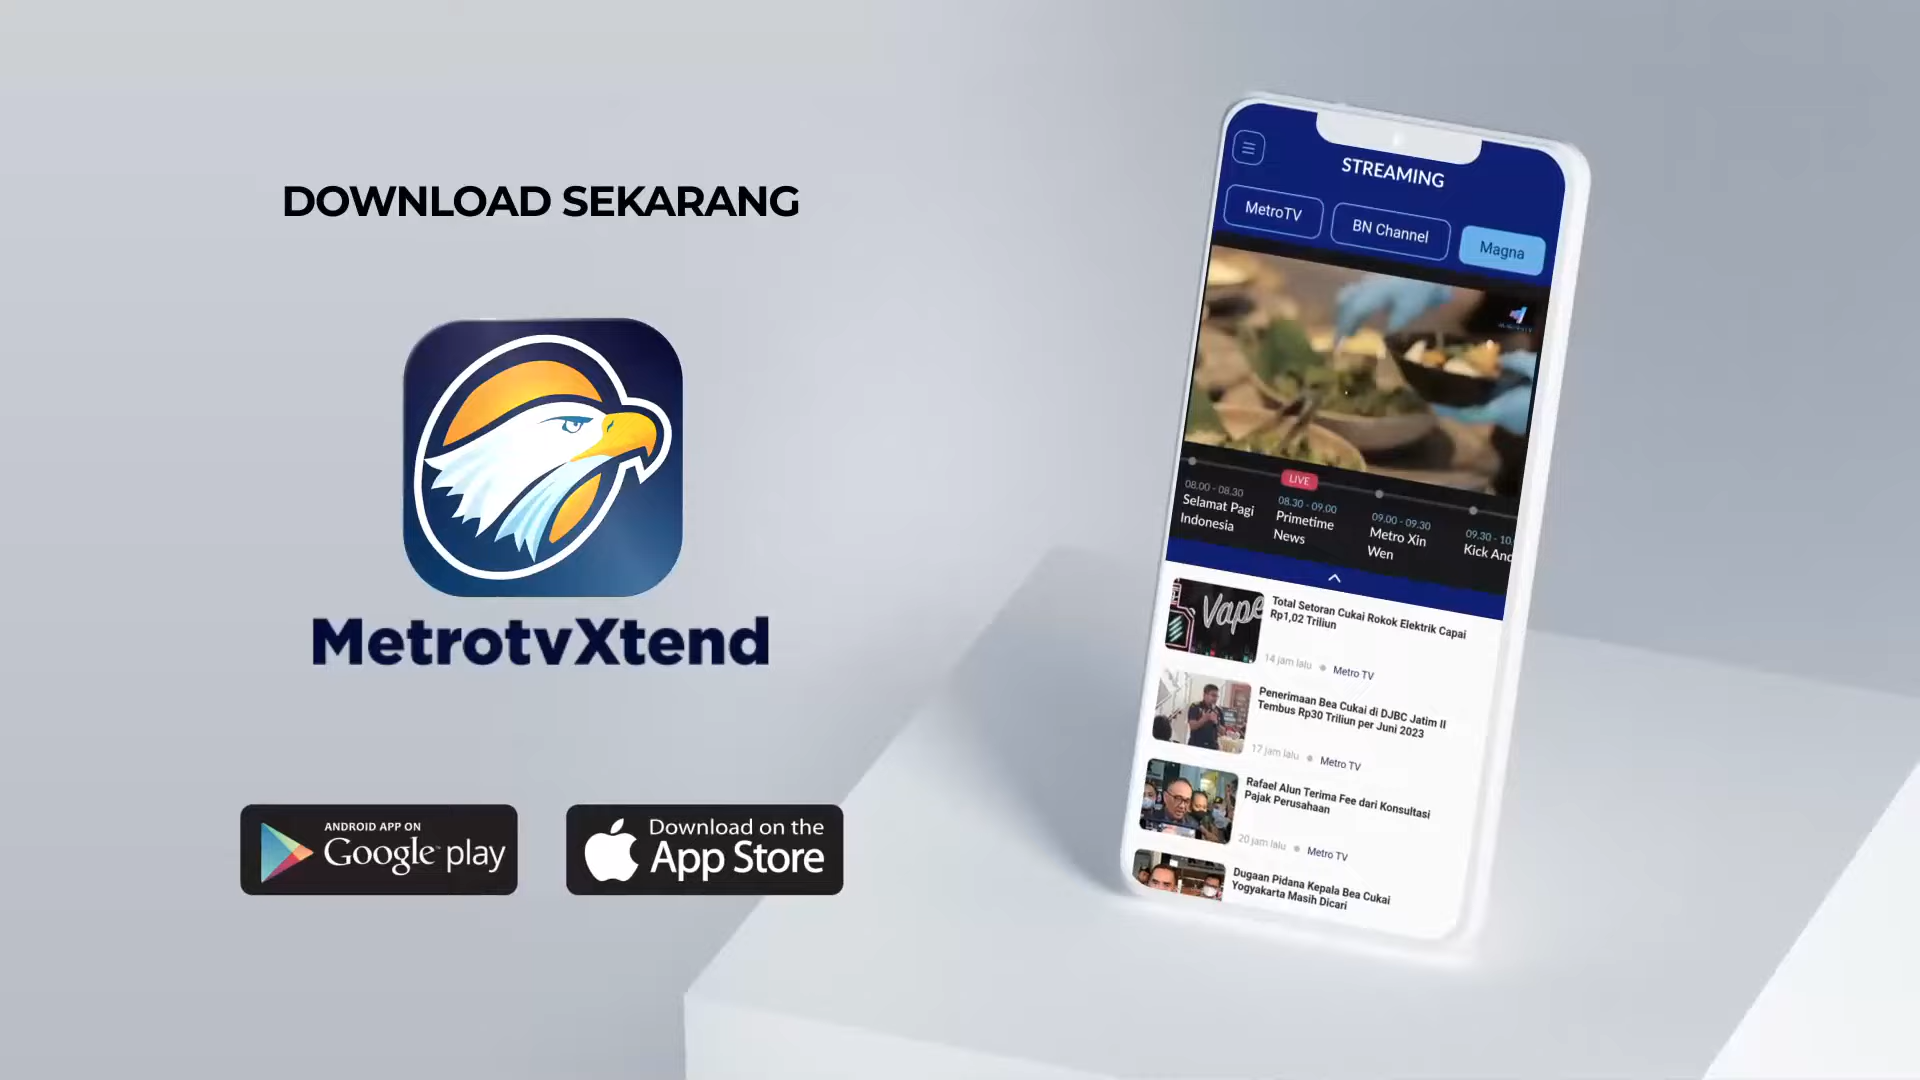 DOWNLOAD SEKARANG
MetrotvXtend
ANDROID APP ON
Google play
Download on the
App Store
STREAMING
MetroTV
BN Channel
Magna
LIVE
08.00 - 08.30
Selamat Pagi
Indonesia
08.30 - 09.00
Primetime
News
09.00 - 09.30
Metro Xin
Wen
09.30 - 10.
Kick And
Vape
Total Setoran Cukai Rokok Elektrik Capai
Rp1,02 Triliun
14 jam lalu
Metro TV
Penerimaan Bea Cukai di DJBC Jatim II
Tembus Rp30 Triliun per Juni 2023
17 jam lalu
Metro TV
Rafael Alun Terima Fee dari Konsultasi
Pajak Perusahaan
20 jam lalu
Metro TV
Dugaan Pidana Kepala Bea Cukai
Yogyakarta Masih Dicari